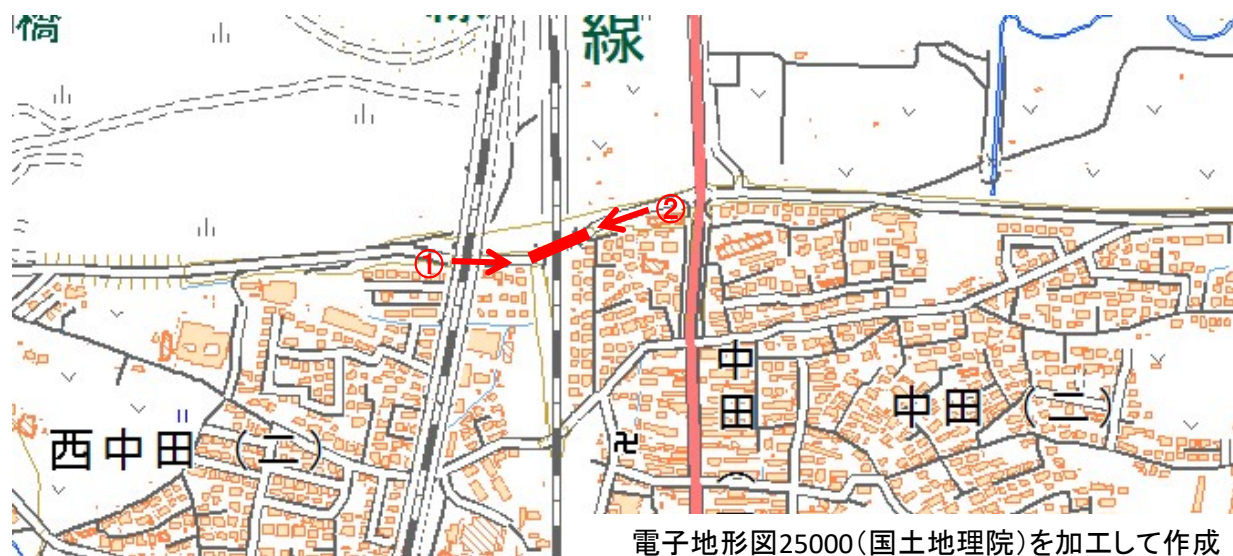 橋
線
①
②
中田
西中田(二)
中田(二)
電子地形図25000(国土地理院)を加工して作成